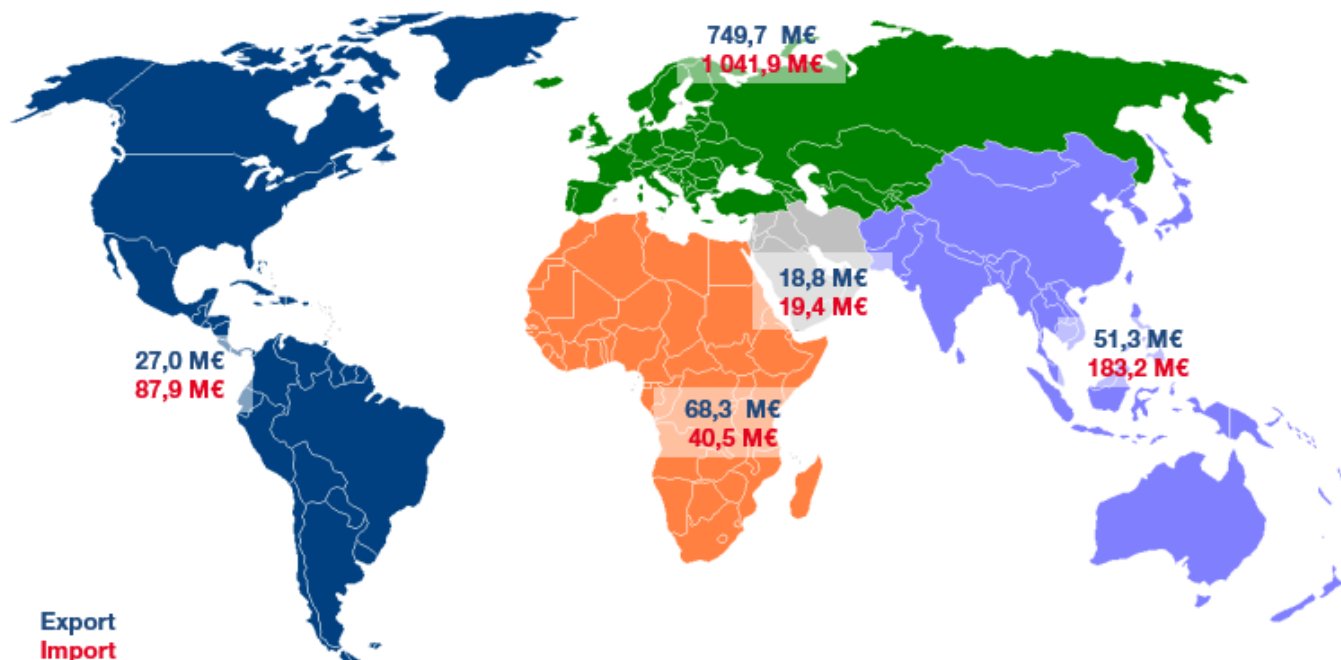 749,7 M€
1 041,9 M€
18,8 M€
19,4 M€
27,0 M€
87,9 M€
51,3 M€
183,2 M€
68,3 M€
40,5 M€
Export
Import